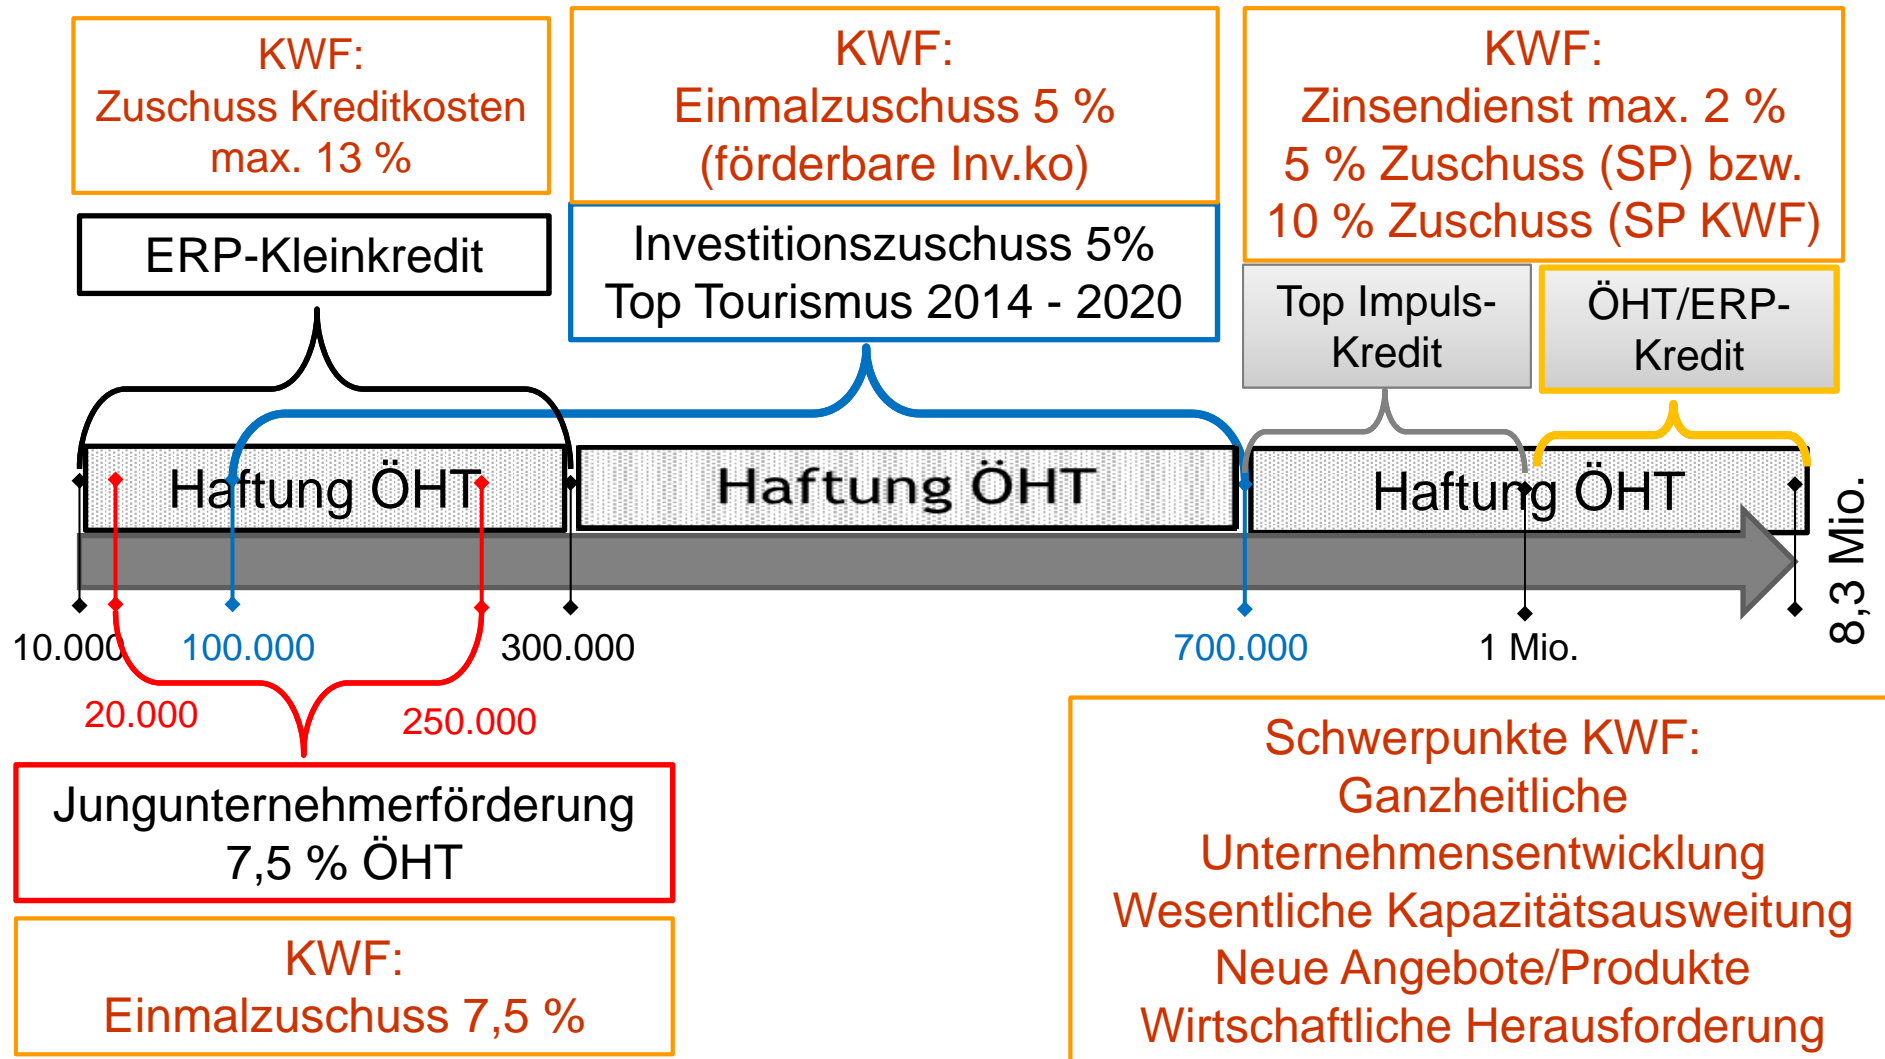 KWF:
Zuschuss Kreditkosten
max. 13 %
KWF:
Einmalzuschuss 5 %
(förderbare Inv.ko)
KWF:
Zinsendienst max. 2 %
5 % Zuschuss (SP) bzw.
10 % Zuschuss (SP KWF)
ERP-Kleinkredit
Investitionszuschuss 5%
Top Tourismus 2014 - 2020
Top Impuls-
Kredit
ÖHT/ERP-
Kredit
Haftung ÖHT
Haftung ÖHT
Haftung ÖHT
10.000
100.000
300.000
700.000
1 Mio.
8,3 Mio.
20.000
250.000
Jungunternehmerförderung
7,5 % ÖHT
KWF:
Einmalzuschuss 7,5 %
Schwerpunkte KWF:
Ganzheitliche
Unternehmensentwicklung
Wesentliche Kapazitätsausweitung
Neue Angebote/Produkte
Wirtschaftliche Herausforderung